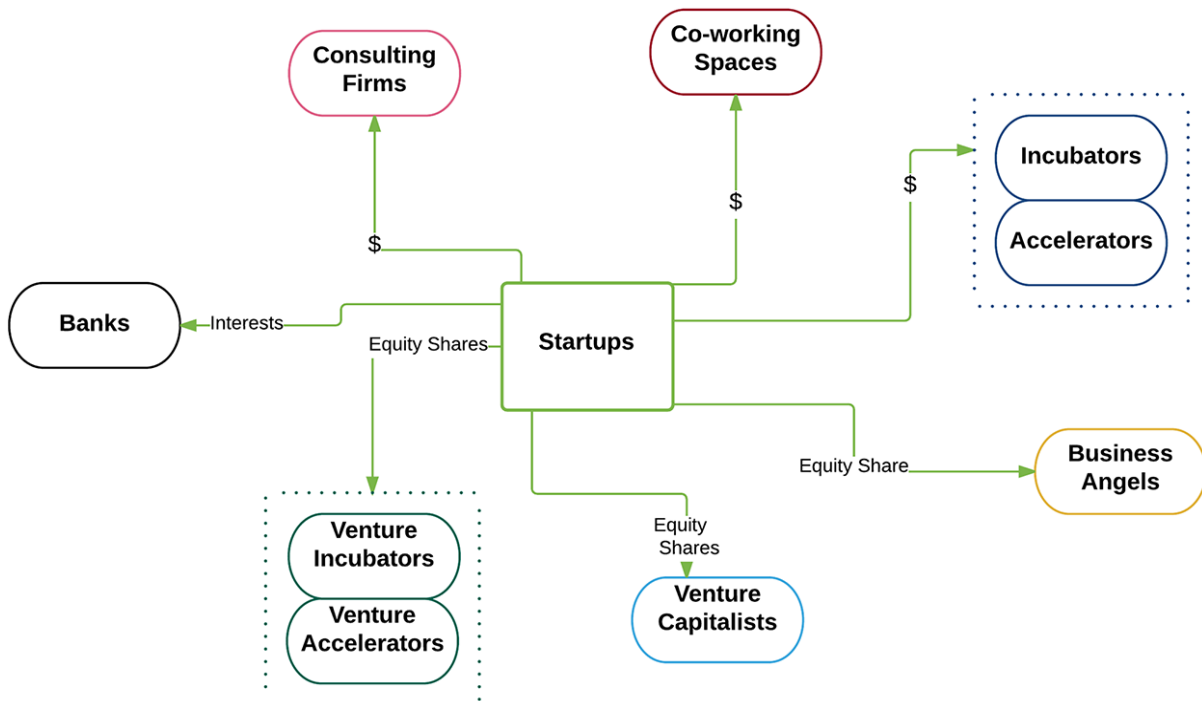 Consulting
Firms
Co-working
Spaces
Incubators
Accelerators
$
$
$
Banks
Interests
Equity Shares
Startups
Equity Share
Business
Angels
Venture
Incubators
Venture
Accelerators
Equity
Shares
Venture
Capitalists